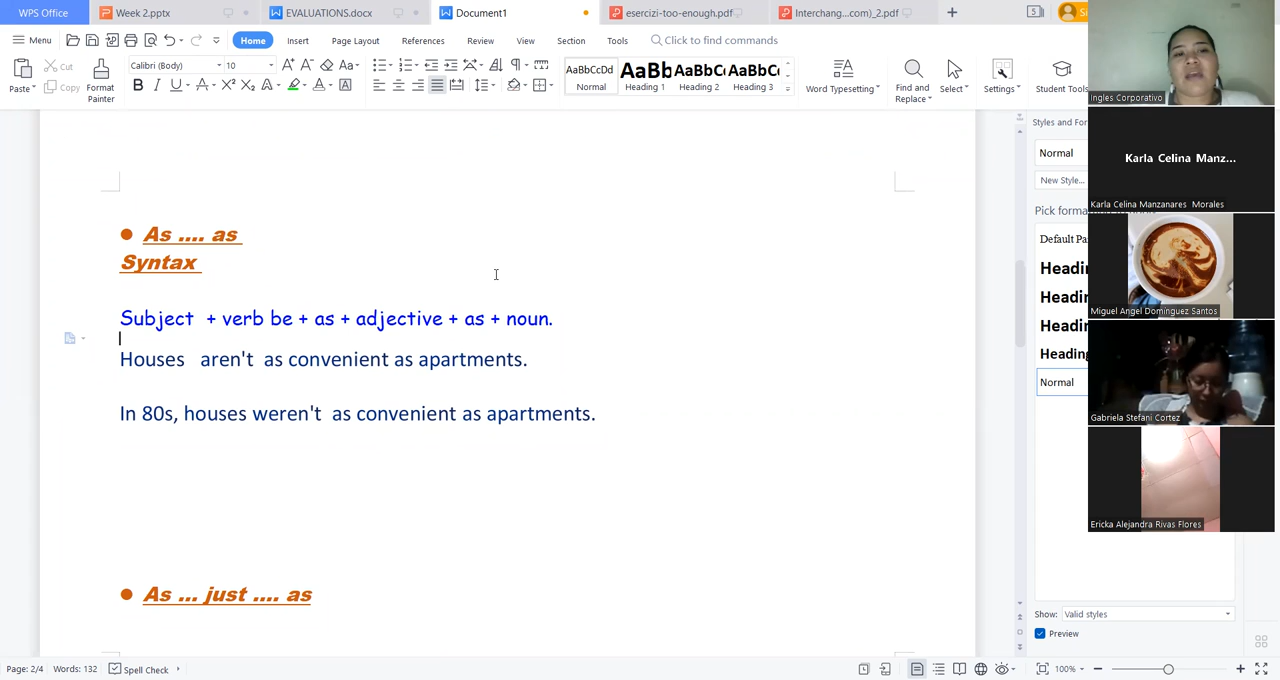 WPS Office
Week 2.pptx
EVALUATIONS.docx
Document1
esercizi-too-enough.pdf
Interchang...com)_2.pdf
Menu
Home
Insert
Page Layout
References
Review
View
Section
Tools
Click to find commands
Paste
Cut
Copy
Format Painter
Calibri (Body)
10
AaBbCcDd
Normal
AaBb
Heading 1
AaBbCc
Heading 2
AaBbCc
Heading 3
Word Typesetting
Find and Replace
Select
Settings
Student Tools
Ingles Corporativo
Karla Celina Manz...
Karla Celina Manzanares Morales
Miguel Angel Dominguez Santos
Gabriela Stefani Cortez
Ericka Alejandra Rivas Flores
Styles and For
Normal
New Style...
Pick forma
Default Pa
Headin
Headin
Headin
Heading
Normal
Show:
Valid styles
Preview
● As .... as
Syntax
Subject + verb be + as + adjective + as + noun.
Houses aren't as convenient as apartments.
In 80s, houses weren't as convenient as apartments.
● As ... just .... as
Page: 2/4
Words: 132
Spell Check
100%